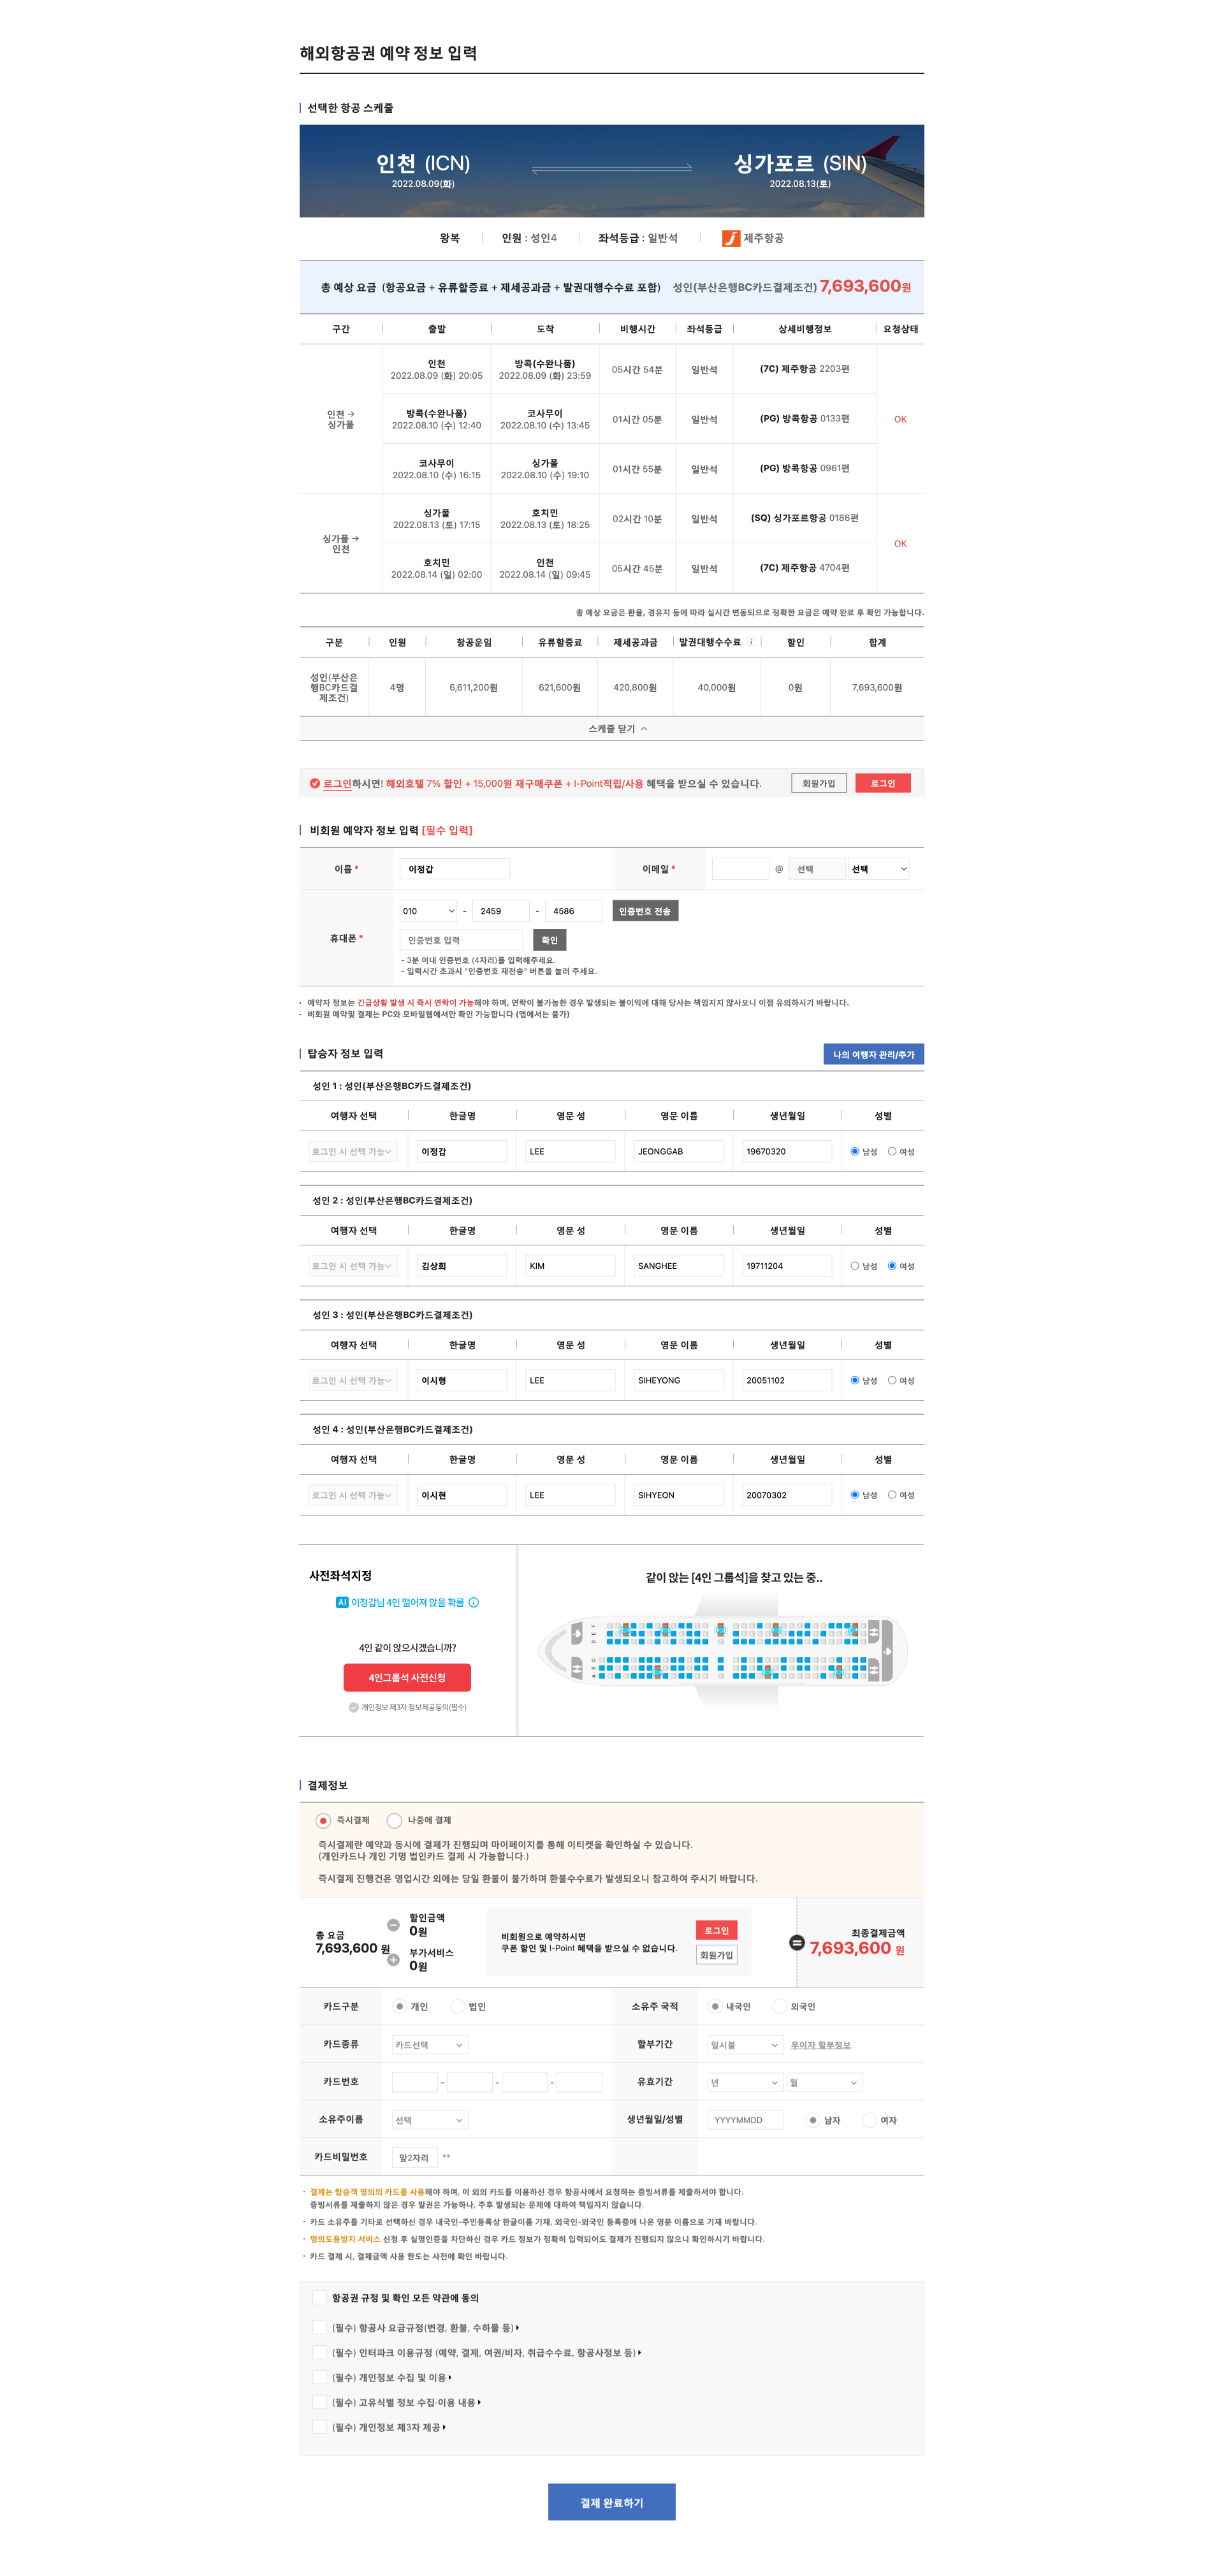 해외항공권 예약 정보 입력
선택한 항공 스케줄
인천 (ICN) 싱가포르 (SIN)
2022.08.09(화) 2022.08.13(토)
왕복 인원 : 성인4 좌석등급 : 일반석 제주항공
총 예상 요금 (항공요금 + 유류할증료 + 제세공과금 + 발권대행수수료 포함) 성인(부산은행BC카드결제조건) 7,693,600원
구간 출발 도착 비행시간 좌석등급 상세비행정보 요청상태
인천 → 싱가폴
인천 방콕(수완나품)
2022.08.09 (화) 20:05 2022.08.09 (화) 23:59 05시간 54분 일반석 (7C) 제주항공 2203편
방콕(수완나품) 코사무이
2022.08.10 (수) 12:40 2022.08.10 (수) 13:45 01시간 05분 일반석 (PG) 방콕항공 0133편 OK
코사무이 싱가폴
2022.08.10 (수) 16:15 2022.08.10 (수) 19:10 01시간 55분 일반석 (PG) 방콕항공 0961편
싱가폴 → 인천
싱가폴 호치민
2022.08.13 (토) 17:15 2022.08.13 (토) 18:25 02시간 10분 일반석 (SQ) 싱가포르항공 0186편 OK
호치민 인천
2022.08.14 (일) 02:00 2022.08.14 (일) 09:45 05시간 45분 일반석 (7C) 제주항공 4704편
총 예상 요금은 환율, 경유지 등에 따라 실시간 변동되므로 정확한 요금은 예약 완료 후 확인 가능합니다.
구분 인원 항공운임 유류할증료 제세공과금 발권대행수수료 i 할인 합계
성인(부산은
행BC카드결
제조건) 4명 6,611,200원 621,600원 420,800원 40,000원 0원 7,693,600원
스케줄 닫기
로그인하시면! 해외호텔 7% 할인 + 15,000원 재구매쿠폰 + I-Point적립/사용 혜택을 받으실 수 있습니다. 회원가입 로그인
비회원 예약자 정보 입력 [필수 입력]
이름 * 이정갑 이메일 * @ 선택 선택
휴대폰 * 010 - 2459 - 4586 인증번호 전송
인증번호 입력 확인
- 3분 이내 인증번호 (4자리)를 입력해주세요.
- 입력시간 초과시 "인증번호 재전송" 버튼을 눌러 주세요.
· 예약자 정보는 긴급상황 발생 시 즉시 연락이 가능해야 하며, 연락이 불가능한 경우 발생되는 불이익에 대해 당사는 책임지지 않사오니 이점 유의하시기 바랍니다.
· 비회원 예약및 결제는 PC와 모바일웹에서만 확인 가능합니다 (앱에서는 불가)
탑승자 정보 입력 나의 여행자 관리/추가
성인 1 : 성인(부산은행BC카드결제조건)
여행자 선택 한글명 영문 성 영문 이름 생년월일 성별
로그인 시 선택 가능 이정갑 LEE JEONGGAB 19670320 남성 여성
성인 2 : 성인(부산은행BC카드결제조건)
여행자 선택 한글명 영문 성 영문 이름 생년월일 성별
로그인 시 선택 가능 김상희 KIM SANGHEE 19711204 남성 여성
성인 3 : 성인(부산은행BC카드결제조건)
여행자 선택 한글명 영문 성 영문 이름 생년월일 성별
로그인 시 선택 가능 이시형 LEE SIHEYONG 20051102 남성 여성
성인 4 : 성인(부산은행BC카드결제조건)
여행자 선택 한글명 영문 성 영문 이름 생년월일 성별
로그인 시 선택 가능 이시현 LEE SIHYEON 20070302 남성 여성
사전좌석지정
AI 이정갑님 4인 떨어져 앉을 확률
4인 같이 앉으시겠습니까?
4인그룹석 사전신청
개인정보 제3자 정보제공동의(필수)
같이 앉는 [4인 그룹석]을 찾고 있는 중..
D E F
A B C
결제정보
즉시결제 나중에 결제
즉시결제란 예약과 동시에 결제가 진행되며 마이페이지를 통해 이티켓을 확인하실 수 있습니다.
(개인카드나 개인 기명 법인카드 결제 시 가능합니다.)
즉시결제 진행건은 영업시간 외에는 당일 환불이 불가하며 환불수수료가 발생되오니 참고하여 주시기 바랍니다.
총 요금
7,693,600 원
할인금액
0원
부가서비스
0원
비회원으로 예약하시면
쿠폰 할인 및 I-Point 혜택을 받으실 수 없습니다.
로그인
회원가입
최종결제금액
7,693,600 원
카드구분 개인 법인 소유주 국적 내국인 외국인
카드종류 카드선택 할부기간 일시불 무이자 할부정보
카드번호 - - - 유효기간 년 월
소유주이름 선택 생년월일/성별 YYYYMMDD 남자 여자
카드비밀번호 앞2자리 **
· 결제는 탑승객 명의의 카드를 사용해야 하며, 이 외의 카드를 이용하신 경우 항공사에서 요청하는 증빙서류를 제출하셔야 합니다.
증빙서류를 제출하지 않은 경우 발권은 가능하나, 추후 발생되는 문제에 대하여 책임지지 않습니다.
· 카드 소유주를 기타로 선택하신 경우 내국인-주민등록상 한글이름 기재, 외국인-외국인 등록증에 나온 영문 이름으로 기재 바랍니다.
· 명의도용방지 서비스 신청 후 실명인증을 차단하신 경우 카드 정보가 정확히 입력되어도 결제가 진행되지 않으니 확인하시기 바랍니다.
· 카드 결제 시, 결제금액 사용 한도는 사전에 확인 바랍니다.
항공권 규정 및 확인 모든 약관에 동의
(필수) 항공사 요금규정(변경, 환불, 수하물 등)
(필수) 인터파크 이용규정 (예약, 결제, 여권/비자, 취급수수료, 항공사정보 등)
(필수) 개인정보 수집 및 이용
(필수) 고유식별 정보 수집·이용 내용
(필수) 개인정보 제3자 제공
결제 완료하기